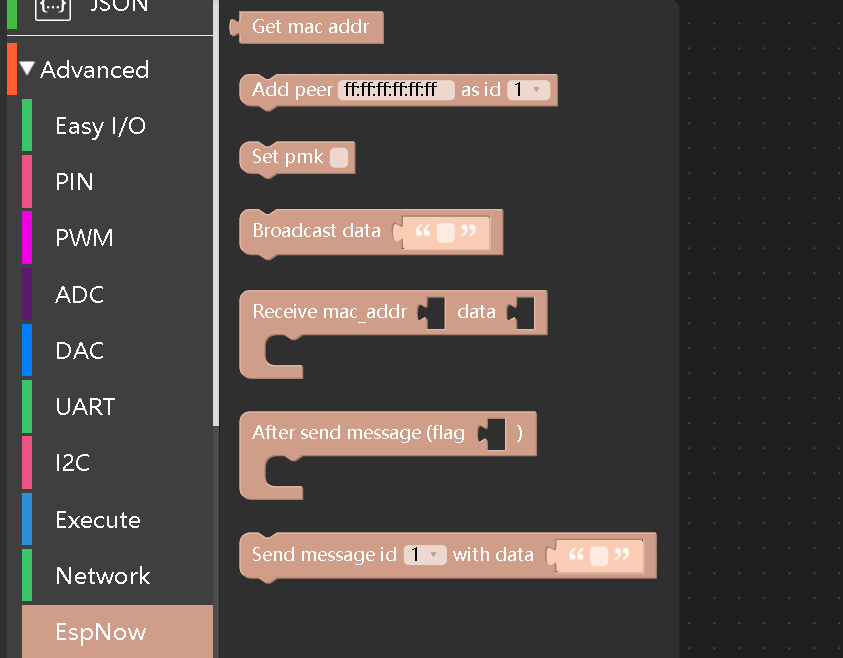 JSON
Advanced
Easy I/O
PIN
PWM
ADC
DAC
UART
I2C
Execute
Network
EspNow
Get mac addr
Add peer ff:ff:ff:ff:ff:ff as id 1
Set pmk
Broadcast data “ ”
Receive mac_addr data
After send message (flag )
Send message id 1 with data “ ”